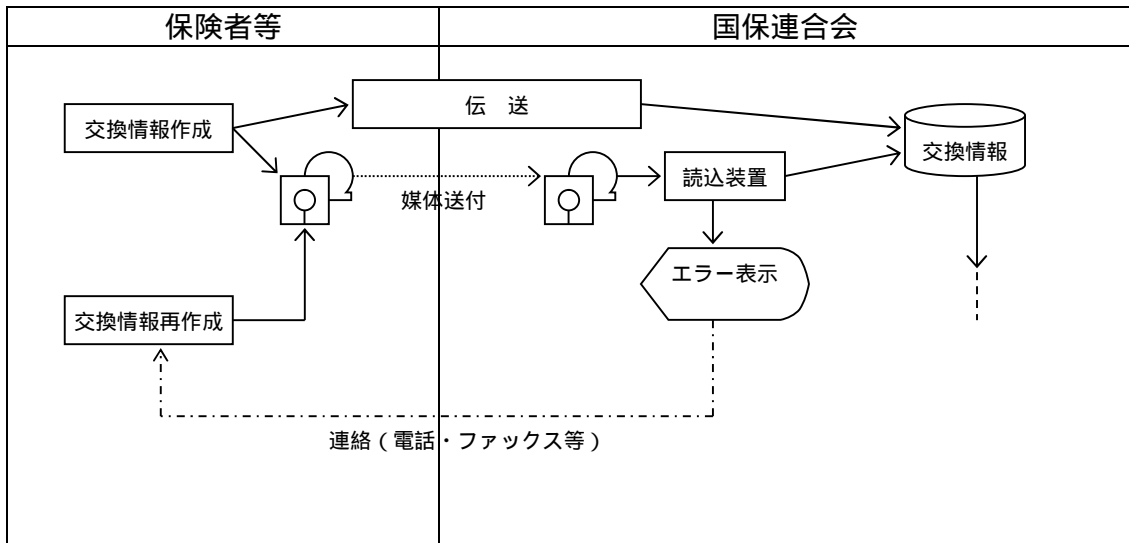 保険者等
国保連合会
伝　送
交換情報作成
交換情報
読込装置
媒体送付
エラー表示
交換情報再作成
連絡（電話・ファックス等）